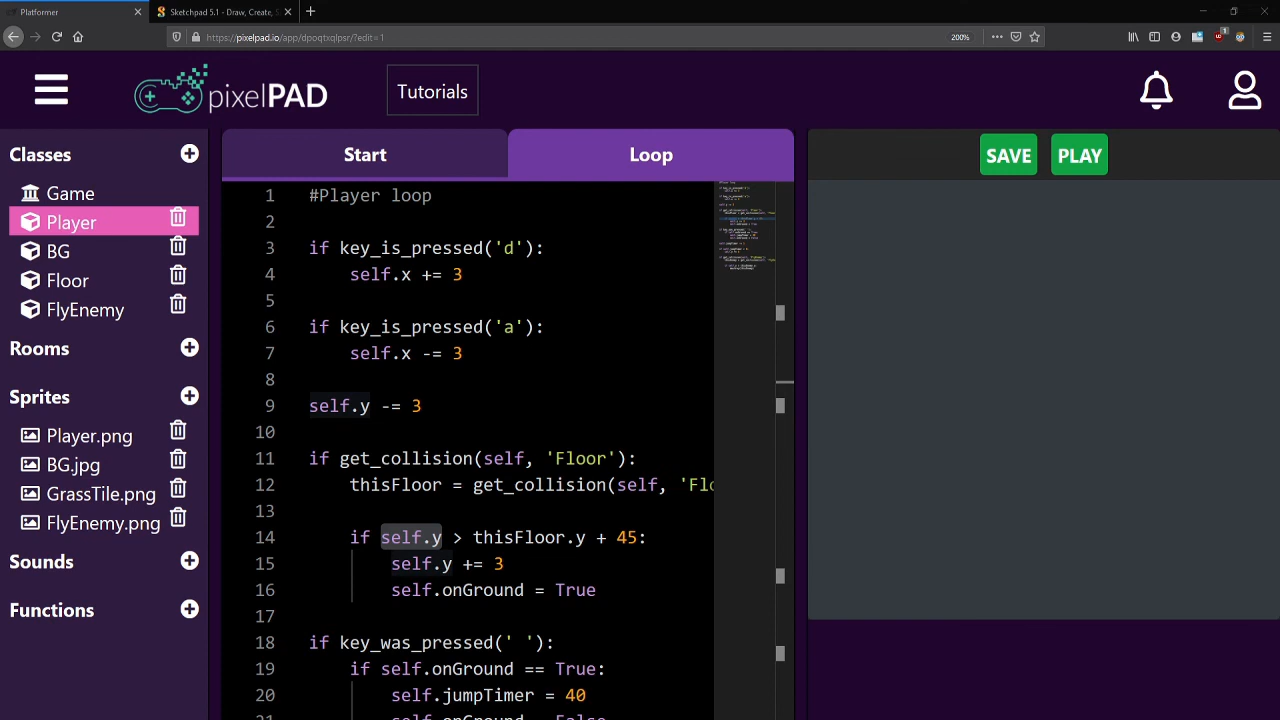 Platformer
Sketchpad 5.1 - Draw, Create, S
https://pixelpad.io/app/dpoqtxqlpsr/?edit=1
200%
pixelPAD
Tutorials
Classes
Game
Player
BG
Floor
FlyEnemy
Rooms
Sprites
Player.png
BG.jpg
GrassTile.png
FlyEnemy.png
Sounds
Functions
Start
Loop
SAVE
PLAY
1 #Player loop
2
3 if key_is_pressed('d'):
4 self.x += 3
5
6 if key_is_pressed('a'):
7 self.x -= 3
8
9 self.y -= 3
10
11 if get_collision(self, 'Floor'):
12 thisFloor = get_collision(self, 'Flo
13
14 if self.y > thisFloor.y + 45:
15 self.y += 3
16 self.onGround = True
17
18 if key_was_pressed(' '):
19 if self.onGround == True:
20 self.jumpTimer = 40
21 self.onGround = False